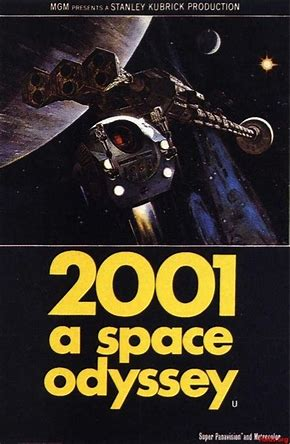 MGM PRESENTS A STANLEY KUBRICK PRODUCTION
2001
a space
odyssey
U
Super Panavision® and Metrocolor